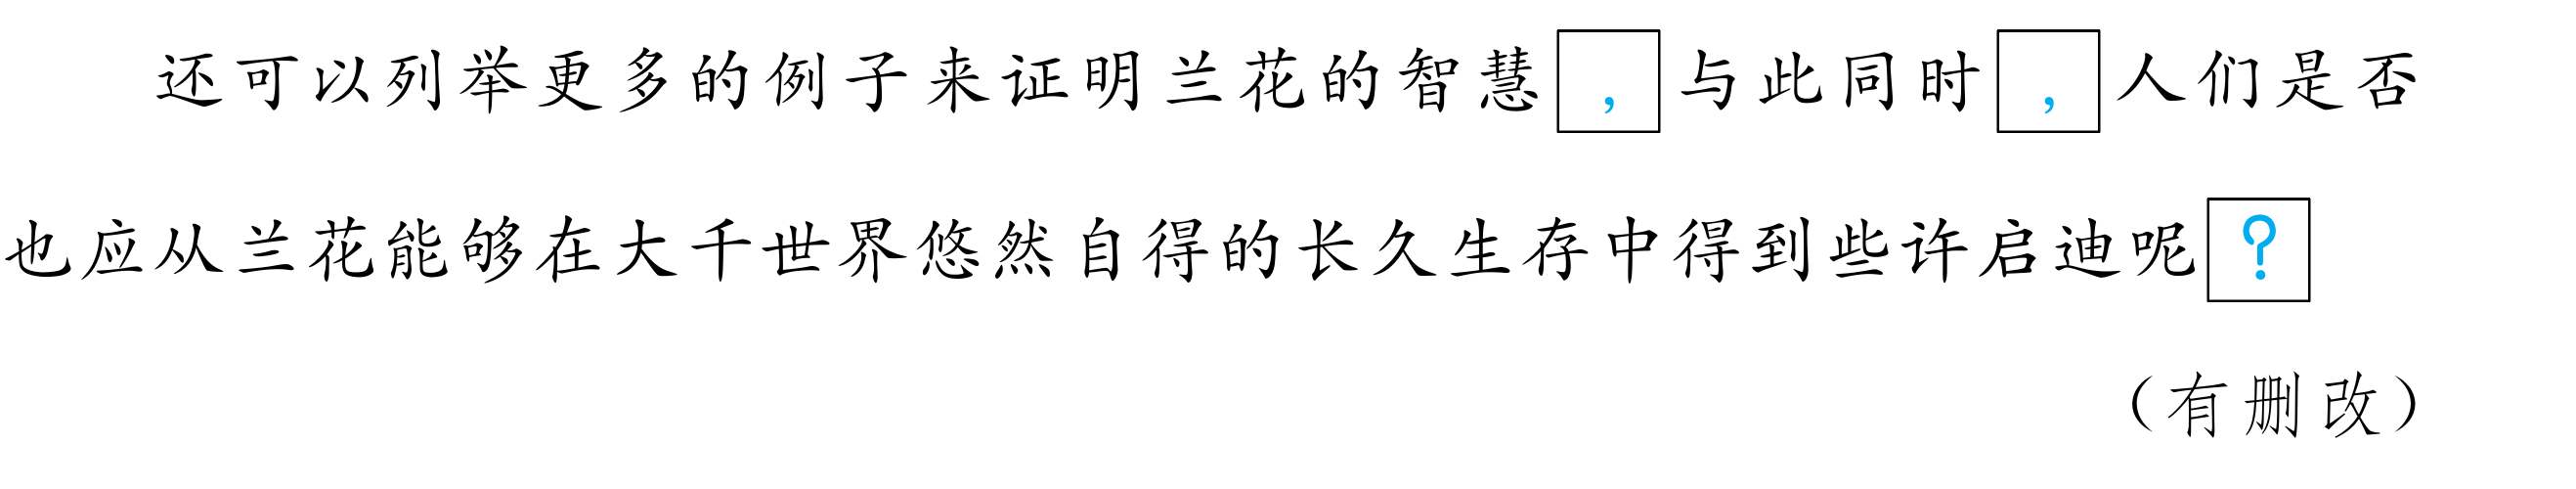 还可以列举更多的例子来证明兰花的智慧，与此同时，人们是否
也应从兰花能够在大千世界悠然自得的长久生存中得到些许启迪呢？
（有删改）